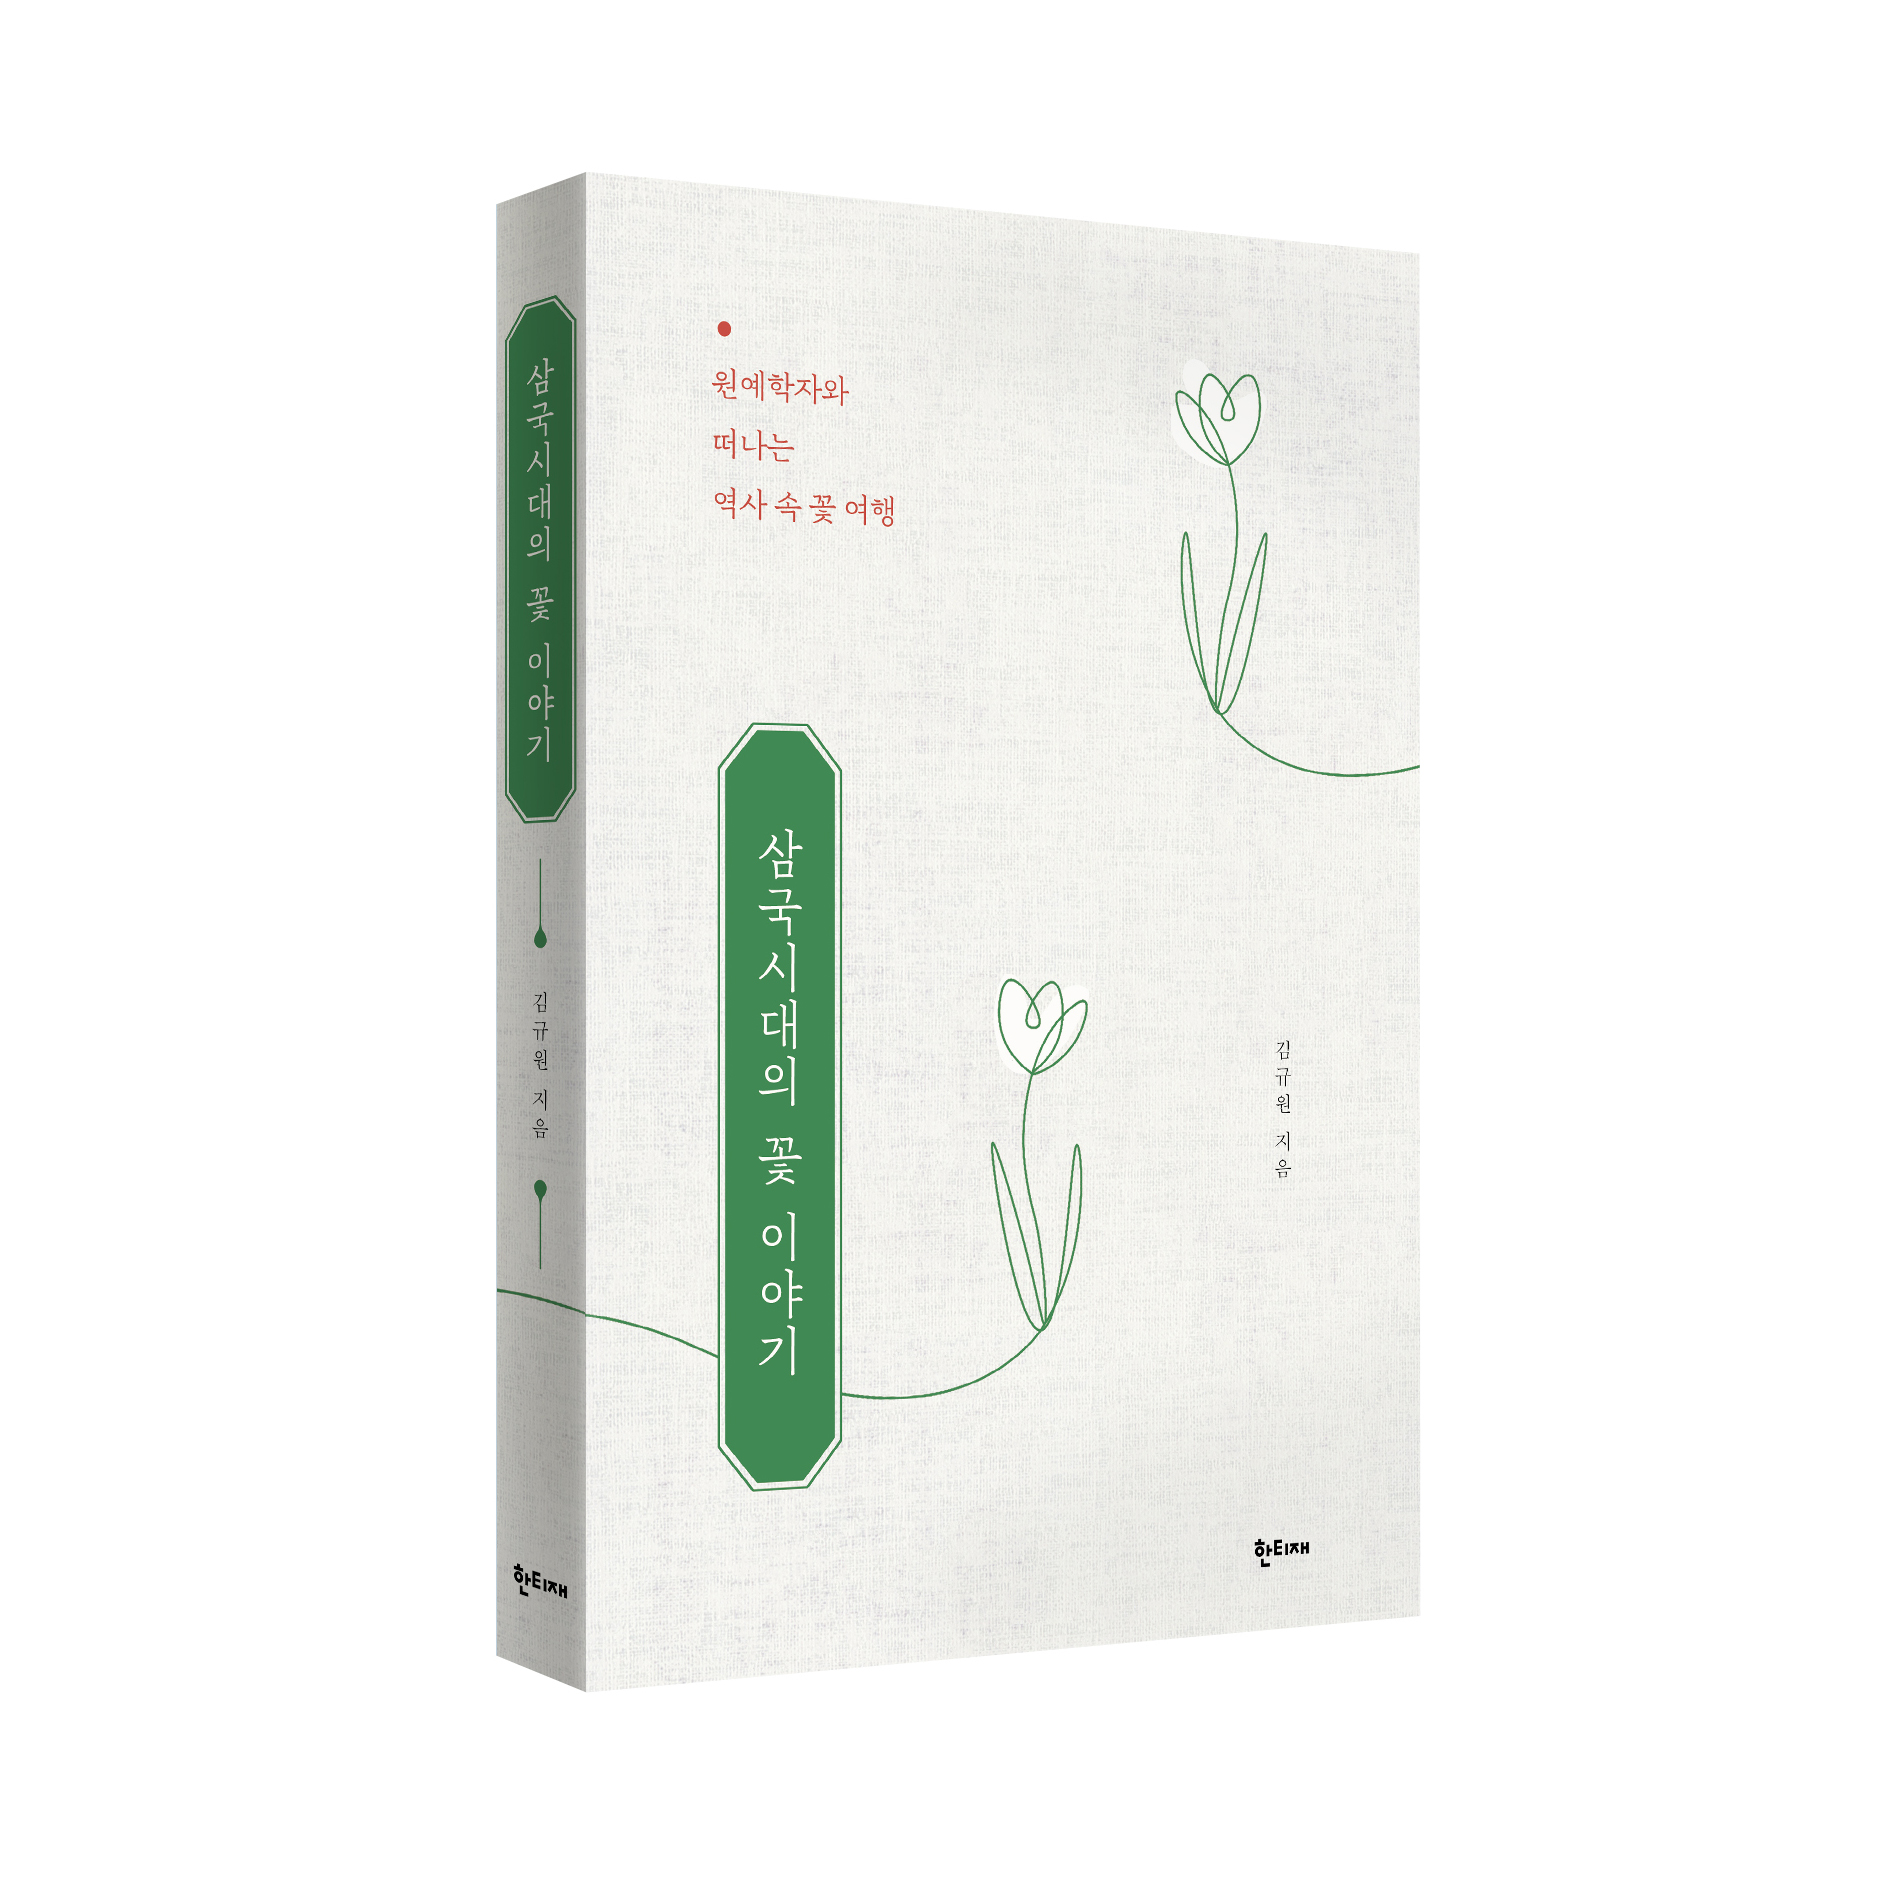 삼국시대의 꽃 이야기
김규원 지음
한티재
원예학자와
떠나는
역사 속 꽃 여행
삼국시대의 꽃 이야기
김규원 지음
한티재